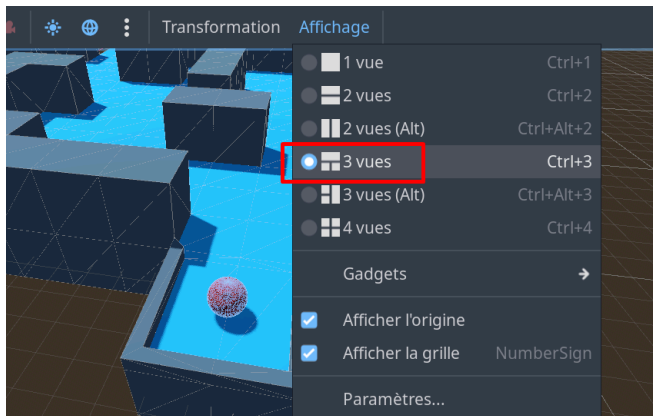 Transformation Affichage
1 vue Ctrl+1
2 vues Ctrl+2
2 vues (Alt) Ctrl+Alt+2
3 vues Ctrl+3
3 vues (Alt) Ctrl+Alt+3
4 vues Ctrl+4
Gadgets
Afficher l'origine
Afficher la grille NumberSign
Paramètres...